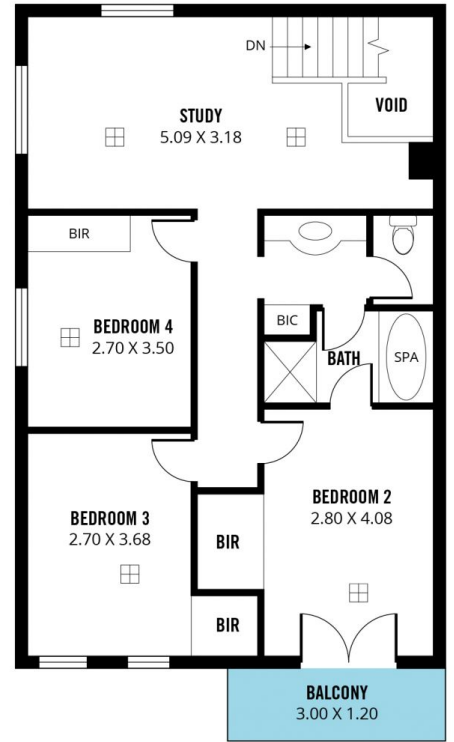 DN
VOID
STUDY
5.09 X 3.18
BIR
BEDROOM 4
2.70 X 3.50
BIC
BATH
SPA
BEDROOM 3
2.70 X 3.68
BIR
BEDROOM 2
2.80 X 4.08
BIR
BALCONY
3.00 X 1.20